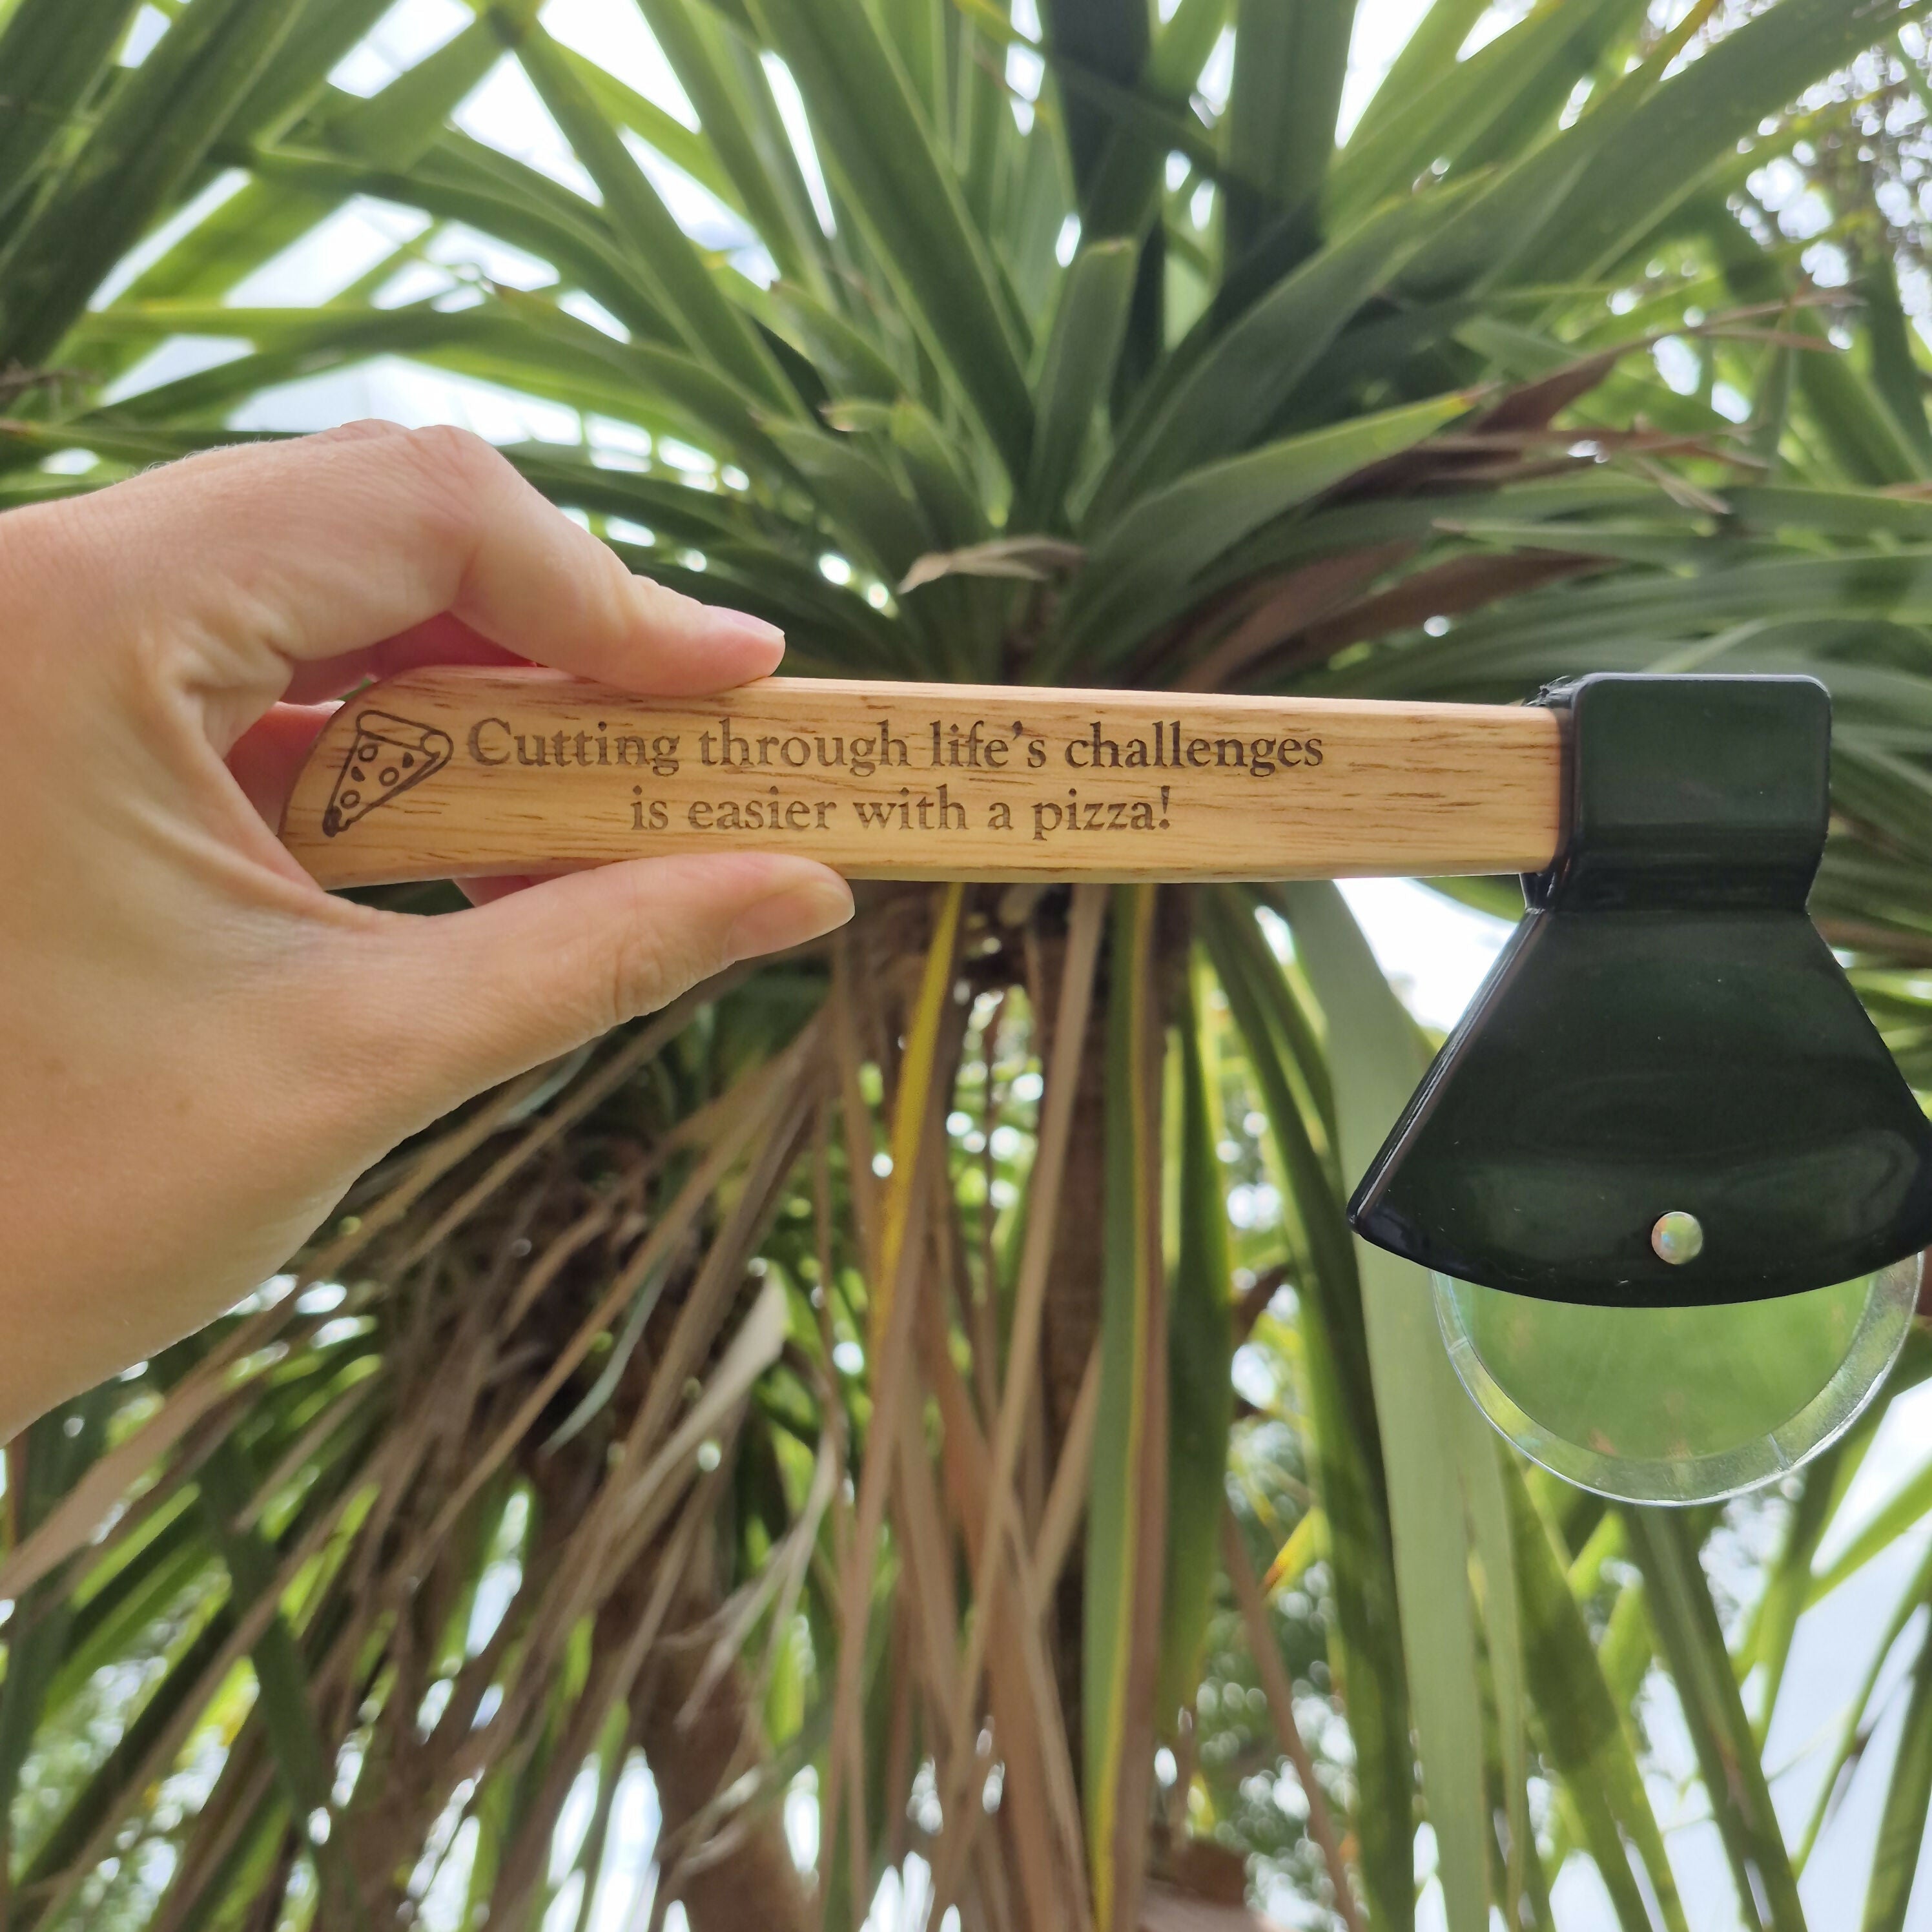 Cutting through life's challenges
is easier with a pizza!